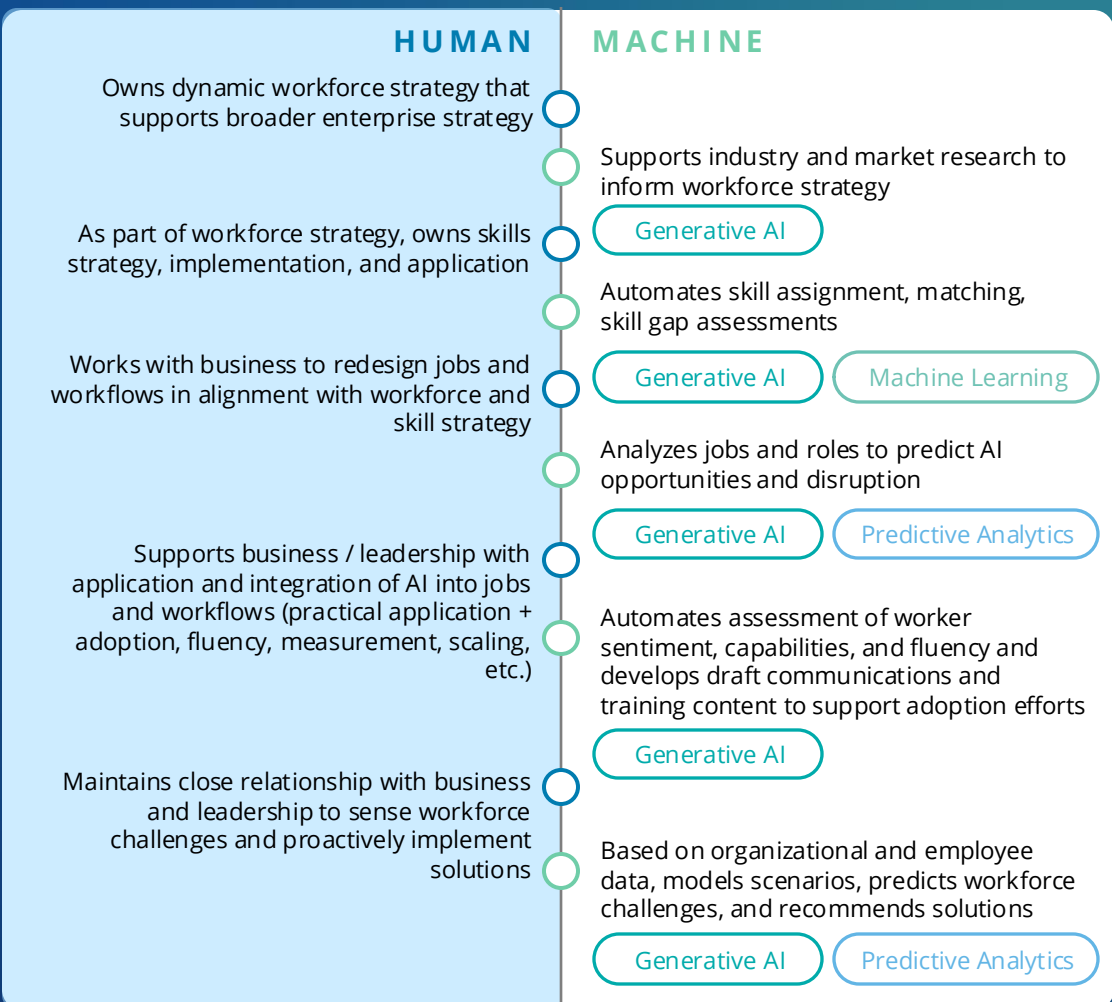 HUMAN
MACHINE
Owns dynamic workforce strategy that
supports broader enterprise strategy
Supports industry and market research to
inform workforce strategy
Generative AI
As part of workforce strategy, owns skills
strategy, implementation, and application
Automates skill assignment, matching,
skill gap assessments
Generative AI
Machine Learning
Works with business to redesign jobs and
workflows in alignment with workforce and
skill strategy
Analyzes jobs and roles to predict AI
opportunities and disruption
Generative AI
Predictive Analytics
Supports business / leadership with
application and integration of AI into jobs
and workflows (practical application +
adoption, fluency, measurement, scaling,
etc.)
Automates assessment of worker
sentiment, capabilities, and fluency and
develops draft communications and
training content to support adoption efforts
Generative AI
Maintains close relationship with business
and leadership to sense workforce
challenges and proactively implement
solutions
Based on organizational and employee
data, models scenarios, predicts workforce
challenges, and recommends solutions
Generative AI
Predictive Analytics